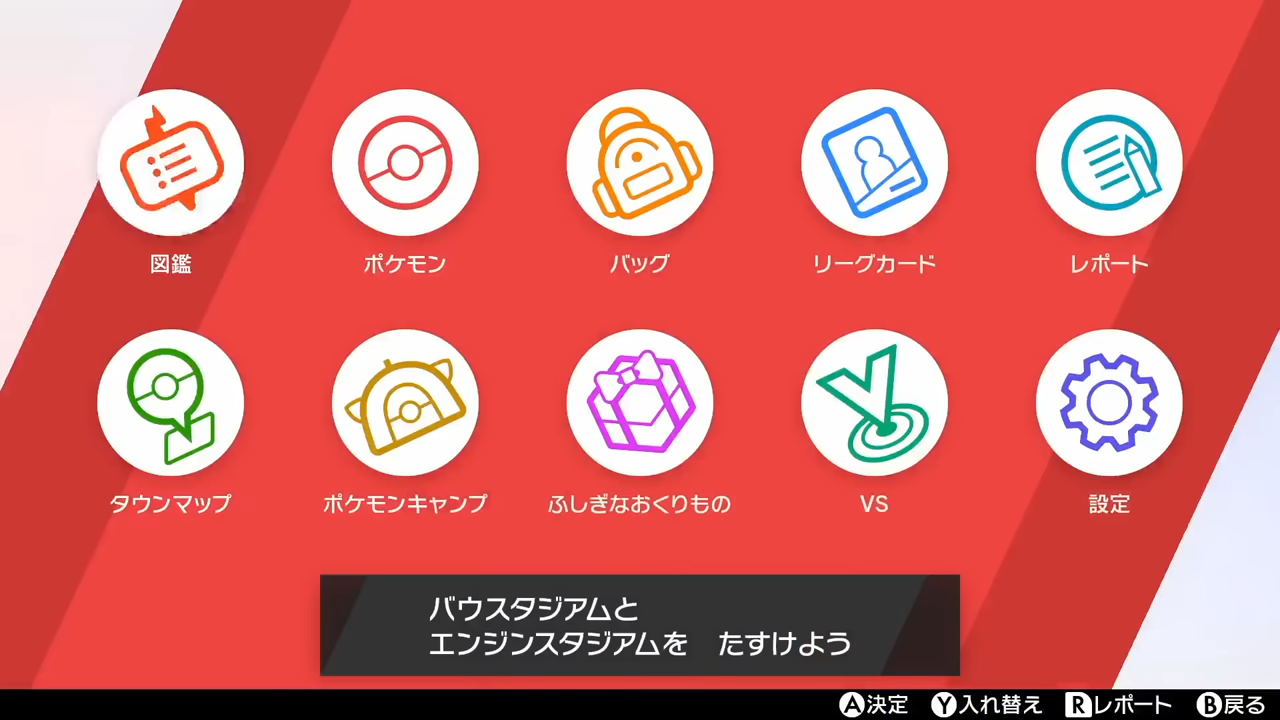 図鑑
ポケモン
バッグ
リーグカード
レポート
タウンマップ
ポケモンキャンプ
ふしぎなおくりもの
VS
設定
バウスタジアムと
エンジンスタジアムを　たすけよう
A決定 Y入れ替え Rレポート B戻る